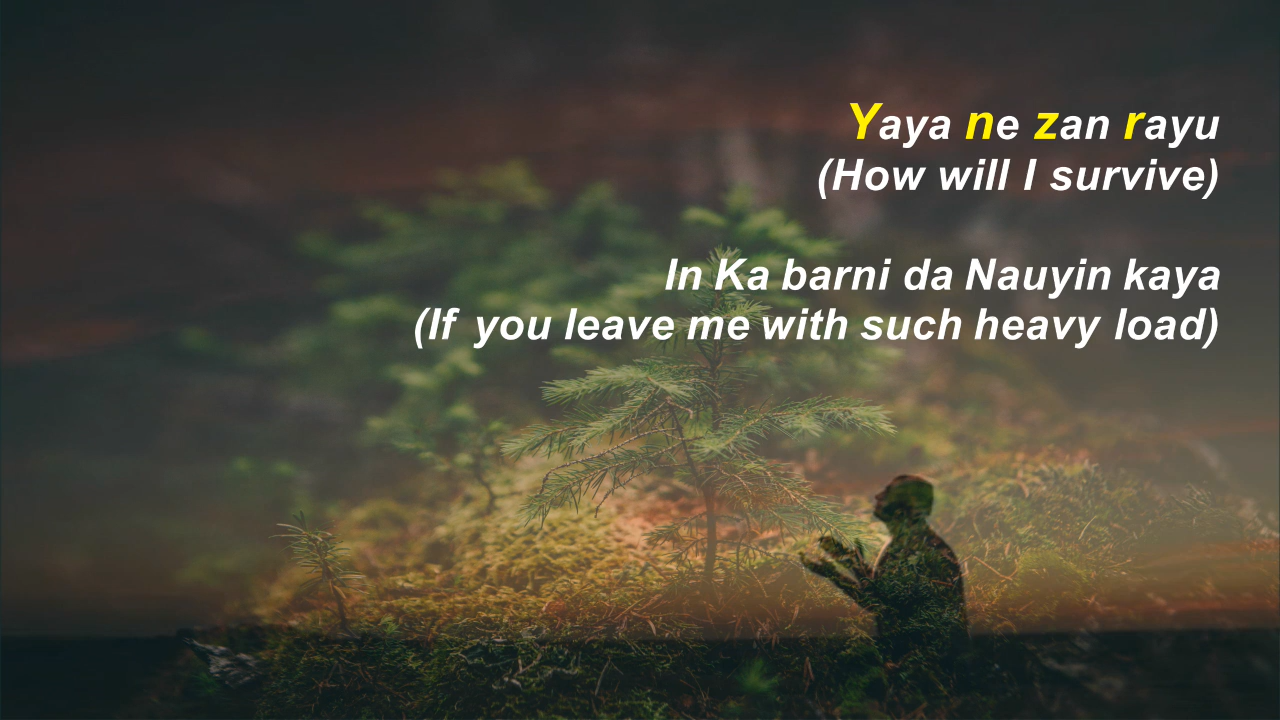 Yaya ne zan rayu
(How will I survive)
In Ka barni da Nauyin kaya
(If you leave me with such heavy load)